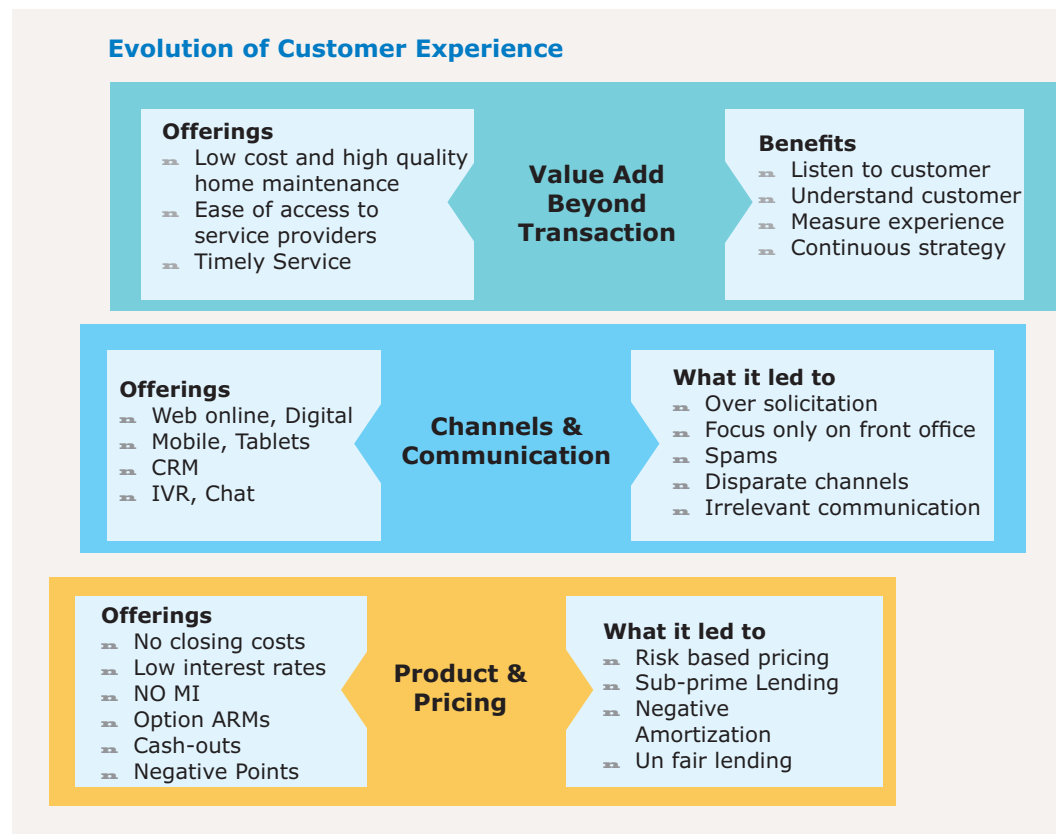 Evolution of Customer Experience
Offerings
Low cost and high quality
home maintenance
Ease of access to
service providers
Timely Service
Value Add
Beyond
Transaction
Benefits
Listen to customer
Understand customer
Measure experience
Continuous strategy
Offerings
Web online, Digital
Mobile, Tablets
CRM
IVR, Chat
Channels &
Communication
What it led to
Over solicitation
Focus only on front office
Spams
Disparate channels
Irrelevant communication
Offerings
No closing costs
Low interest rates
NO MI
Option ARMs
Cash-outs
Negative Points
Product &
Pricing
What it led to
Risk based pricing
Sub-prime Lending
Negative
Amortization
Un fair lending